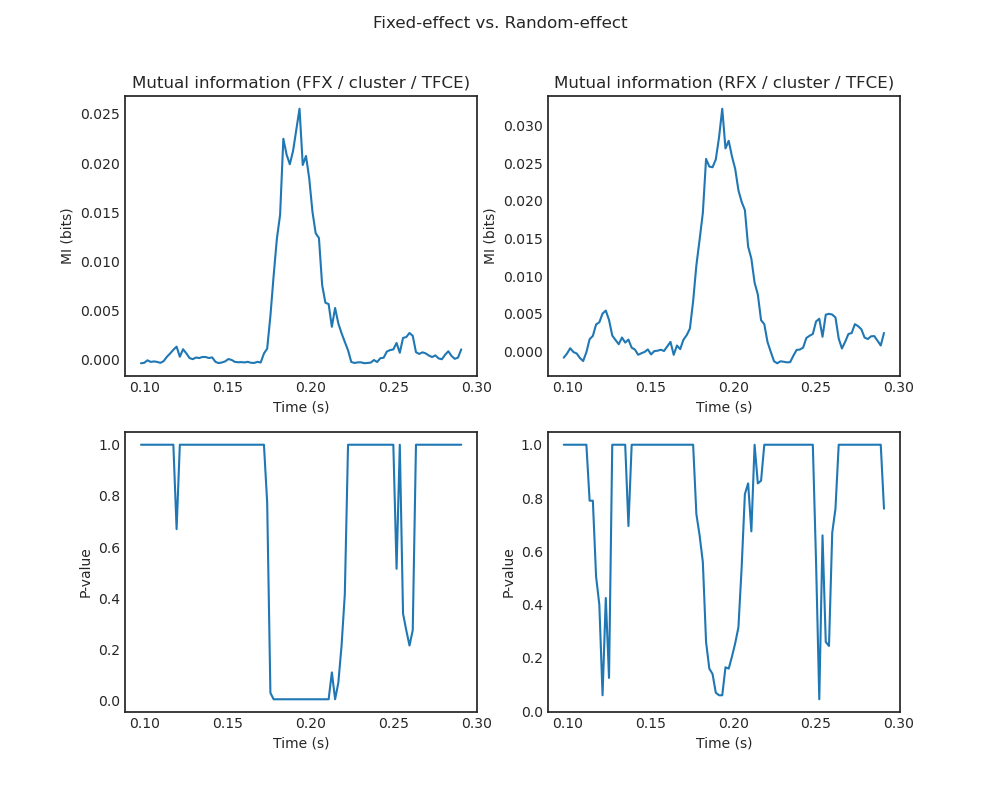 Fixed-effect vs. Random-effect
Mutual information (FFX / cluster / TFCE)
MI (bits)
0.025
0.020
0.015
0.010
0.005
0.000
0.10 0.15 0.20 0.25 0.30
Time (s)
Mutual information (RFX / cluster / TFCE)
MI (bits)
0.030
0.025
0.020
0.015
0.010
0.005
0.000
0.10 0.15 0.20 0.25 0.30
Time (s)
P-value
1.0
0.8
0.6
0.4
0.2
0.0
0.10 0.15 0.20 0.25 0.30
Time (s)
P-value
1.0
0.8
0.6
0.4
0.2
0.0
0.10 0.15 0.20 0.25 0.30
Time (s)